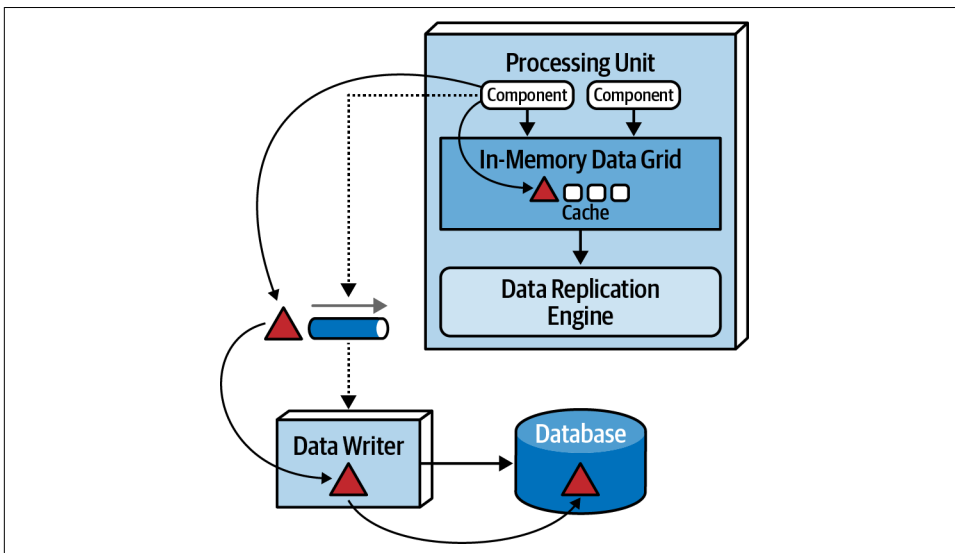 Processing Unit
Component
Component
In-Memory Data Grid
Cache
Data Replication
Engine
Data Writer
Database